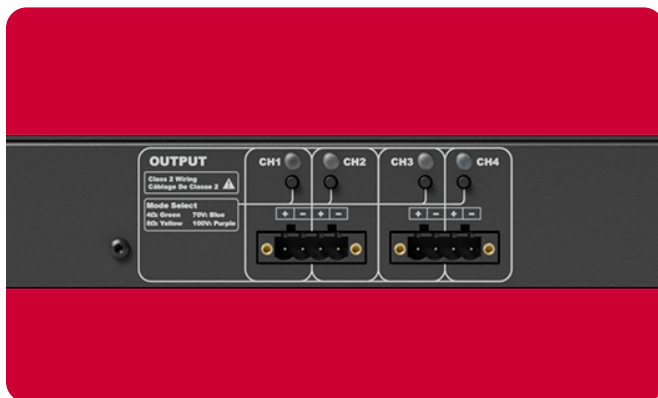 OUTPUT
Class 2 Wiring
Câblage De Classe 2
Mode Select
4Ω Green 70V: Blue
8Ω Yellow 100V: Purple
CH1 CH2 CH3 CH4
+ − + − + − + −